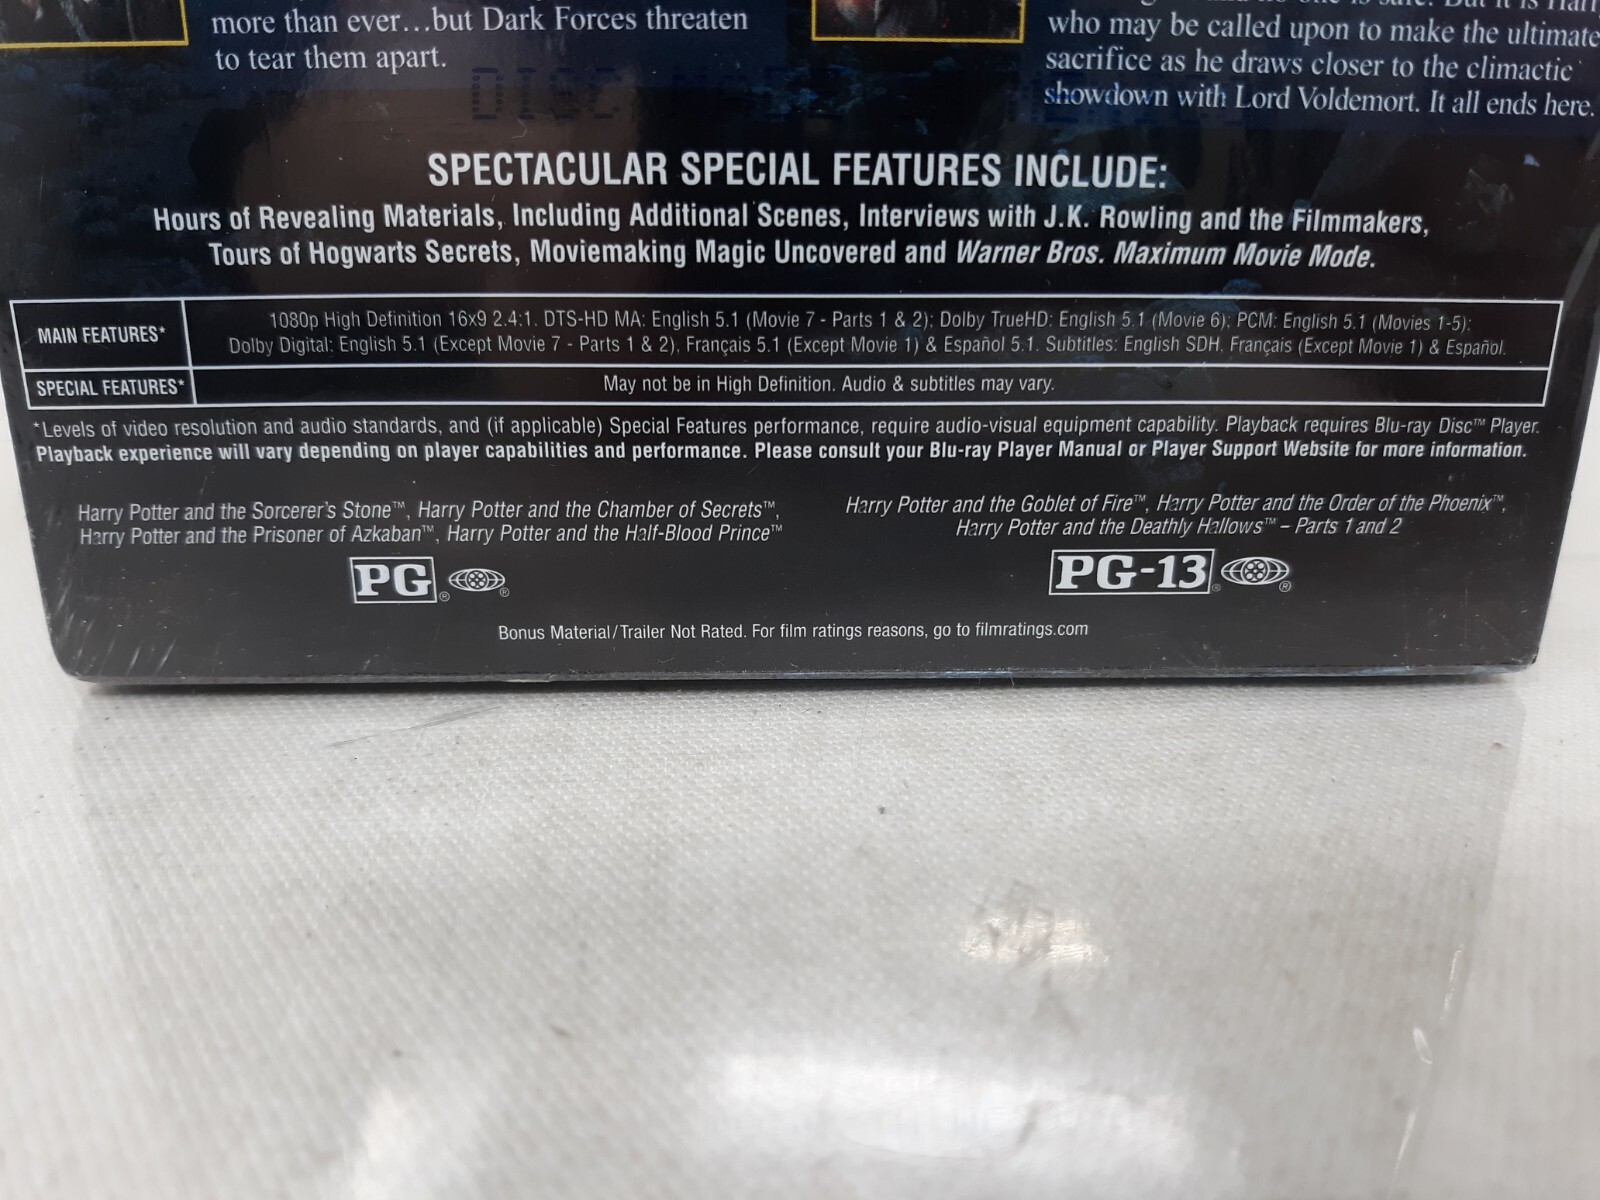 more than ever...but Dark Forces threaten
to tear them apart.
who may be called upon to make the ultimate
sacrifice as he draws closer to the climactic
showdown with Lord Voldemort. It all ends here.
DISC
SPECTACULAR SPECIAL FEATURES INCLUDE:
Hours of Revealing Materials, Including Additional Scenes, Interviews with J.K. Rowling and the Filmmakers,
Tours of Hogwarts Secrets, Moviemaking Magic Uncovered and Warner Bros. Maximum Movie Mode.
MAIN FEATURES*
1080p High Definition 16x9 2.4:1. DTS-HD MA: English 5.1 (Movie 7 - Parts 1 & 2); Dolby TrueHD: English 5.1 (Movie 6); PCM: English 5.1 (Movies 1-5);
Dolby Digital: English 5.1 (Except Movie 7 - Parts 1 & 2), Français 5.1 (Except Movie 1) & Español 5.1. Subtitles: English SDH, Français (Except Movie 1) & Español.
SPECIAL FEATURES*
May not be in High Definition. Audio & subtitles may vary.
*Levels of video resolution and audio standards, and (if applicable) Special Features performance, require audio-visual equipment capability. Playback requires Blu-ray Disc™ Player.
Playback experience will vary depending on player capabilities and performance. Please consult your Blu-ray Player Manual or Player Support Website for more information.
Harry Potter and the Sorcerer's Stone™, Harry Potter and the Chamber of Secrets™,
Harry Potter and the Prisoner of Azkaban™, Harry Potter and the Half-Blood Prince™
PG ® ®
Harry Potter and the Goblet of Fire™, Harry Potter and the Order of the Phoenix™,
Harry Potter and the Deathly Hallows™ – Parts 1 and 2
PG-13 ® ®
Bonus Material/Trailer Not Rated. For film ratings reasons, go to filmratings.com